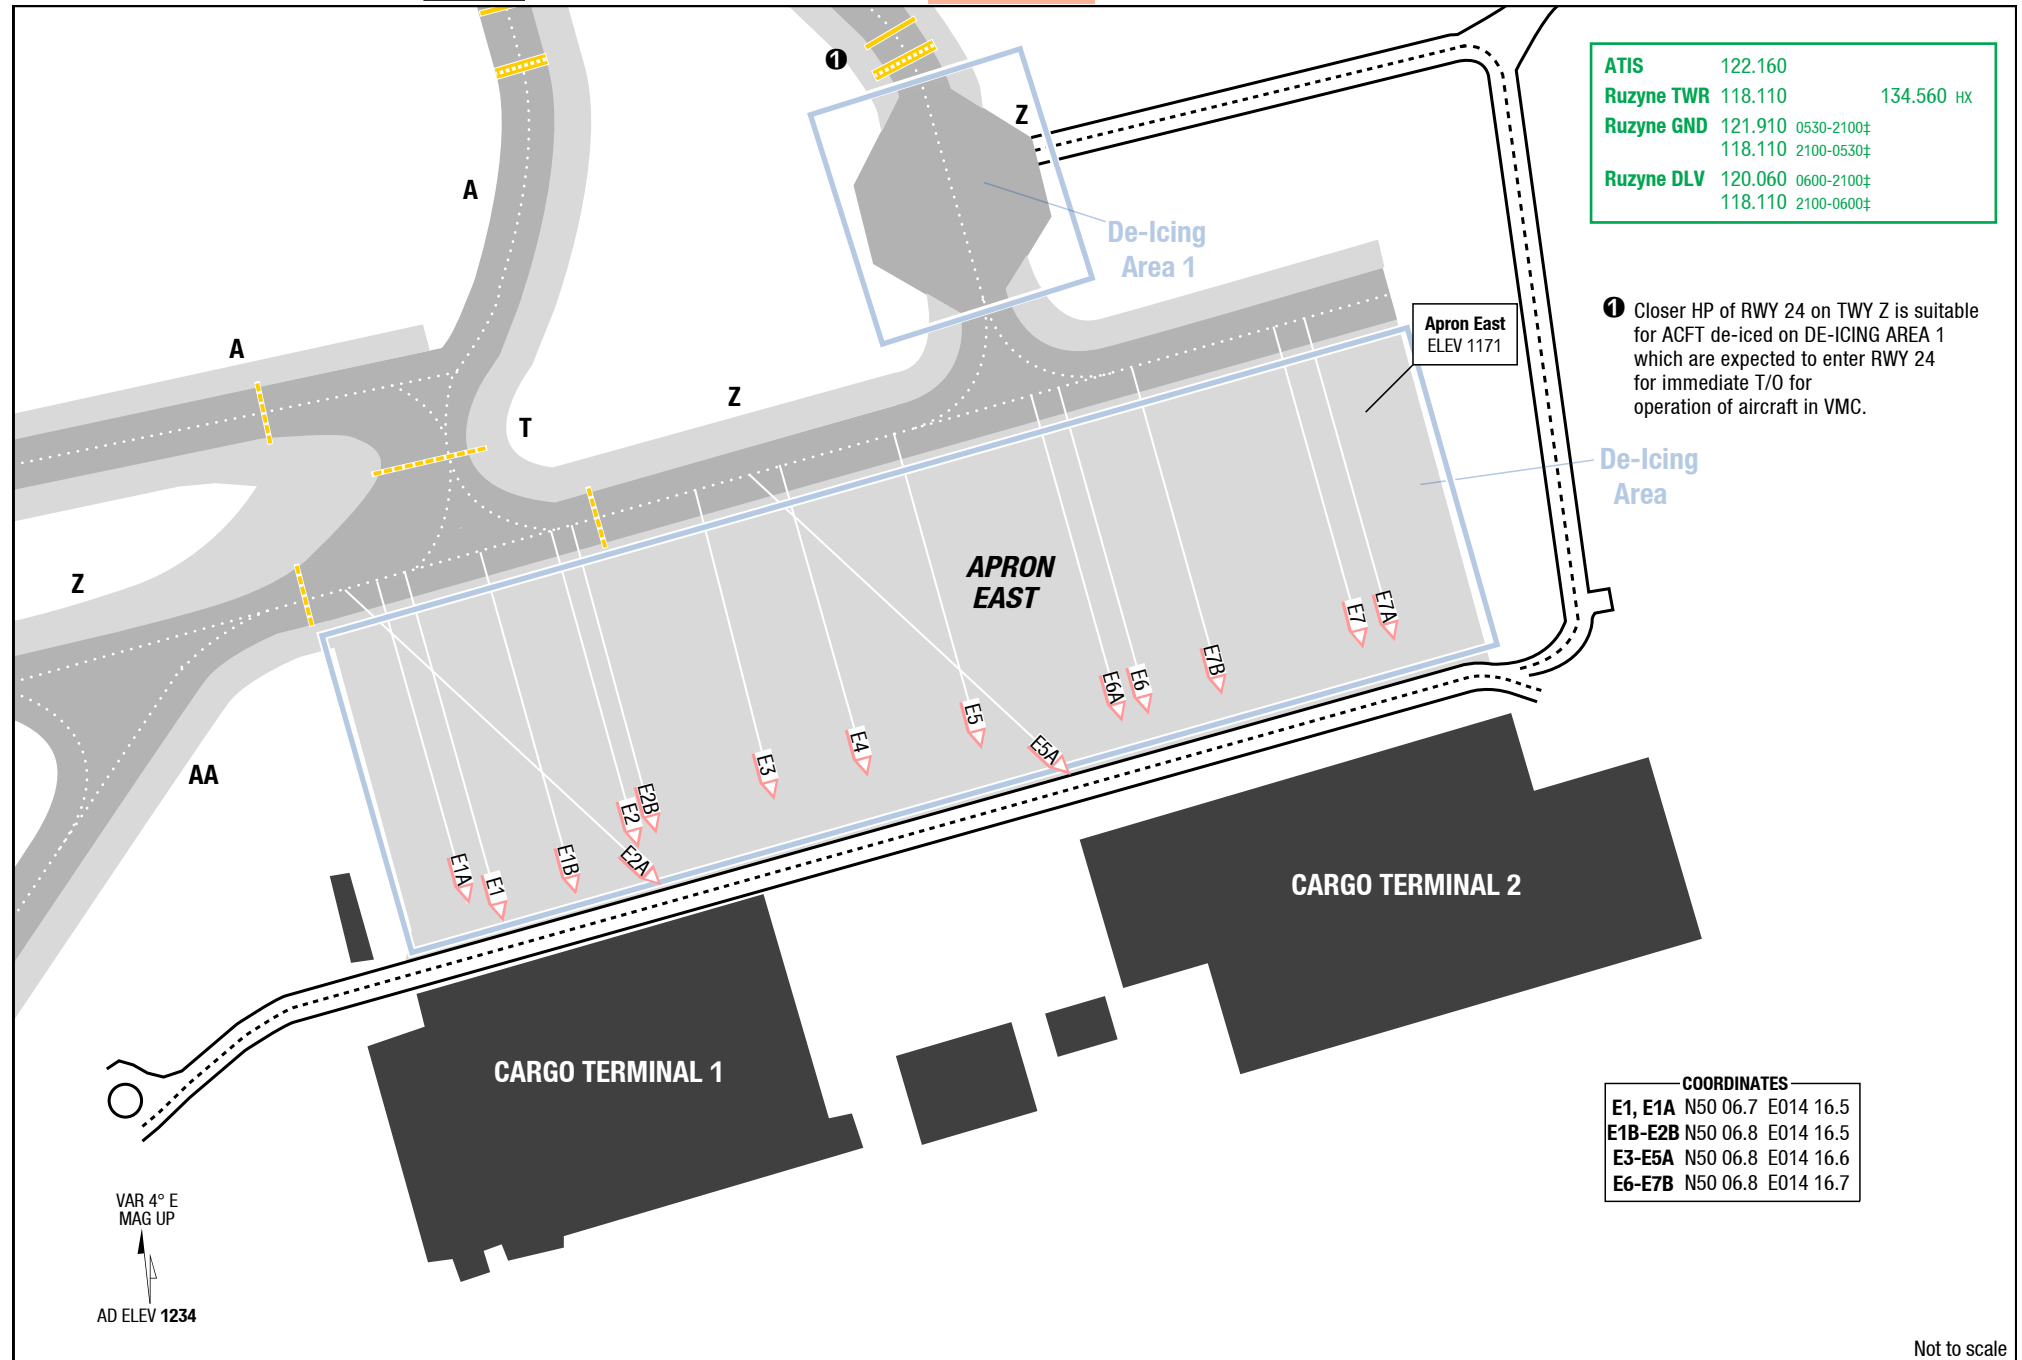 ATIS 122.160
Ruzyne TWR 118.110 134.560 HX
Ruzyne GND 121.910 0530-2100‡
118.110 2100-0530‡
Ruzyne DLV 120.060 0600-2100‡
118.110 2100-0600‡
❶
Z
A
De-Icing
Area 1
❶ Closer HP of RWY 24 on TWY Z is suitable
for ACFT de-iced on DE-ICING AREA 1
which are expected to enter RWY 24
for immediate T/O for
operation of aircraft in VMC.
Apron East
ELEV 1171
A
Z
T
De-Icing
Area
APRON
EAST
Z
E7
E7A
E7B
E6A
E6
E5
E4
E5A
E3
AA
E2B
E2
E2A
E1B
E1A
E1
CARGO TERMINAL 2
CARGO TERMINAL 1
COORDINATES
E1, E1A N50 06.7 E014 16.5
E1B-E2B N50 06.8 E014 16.5
E3-E5A N50 06.8 E014 16.6
E6-E7B N50 06.8 E014 16.7
VAR 4° E
MAG UP
AD ELEV 1234
Not to scale